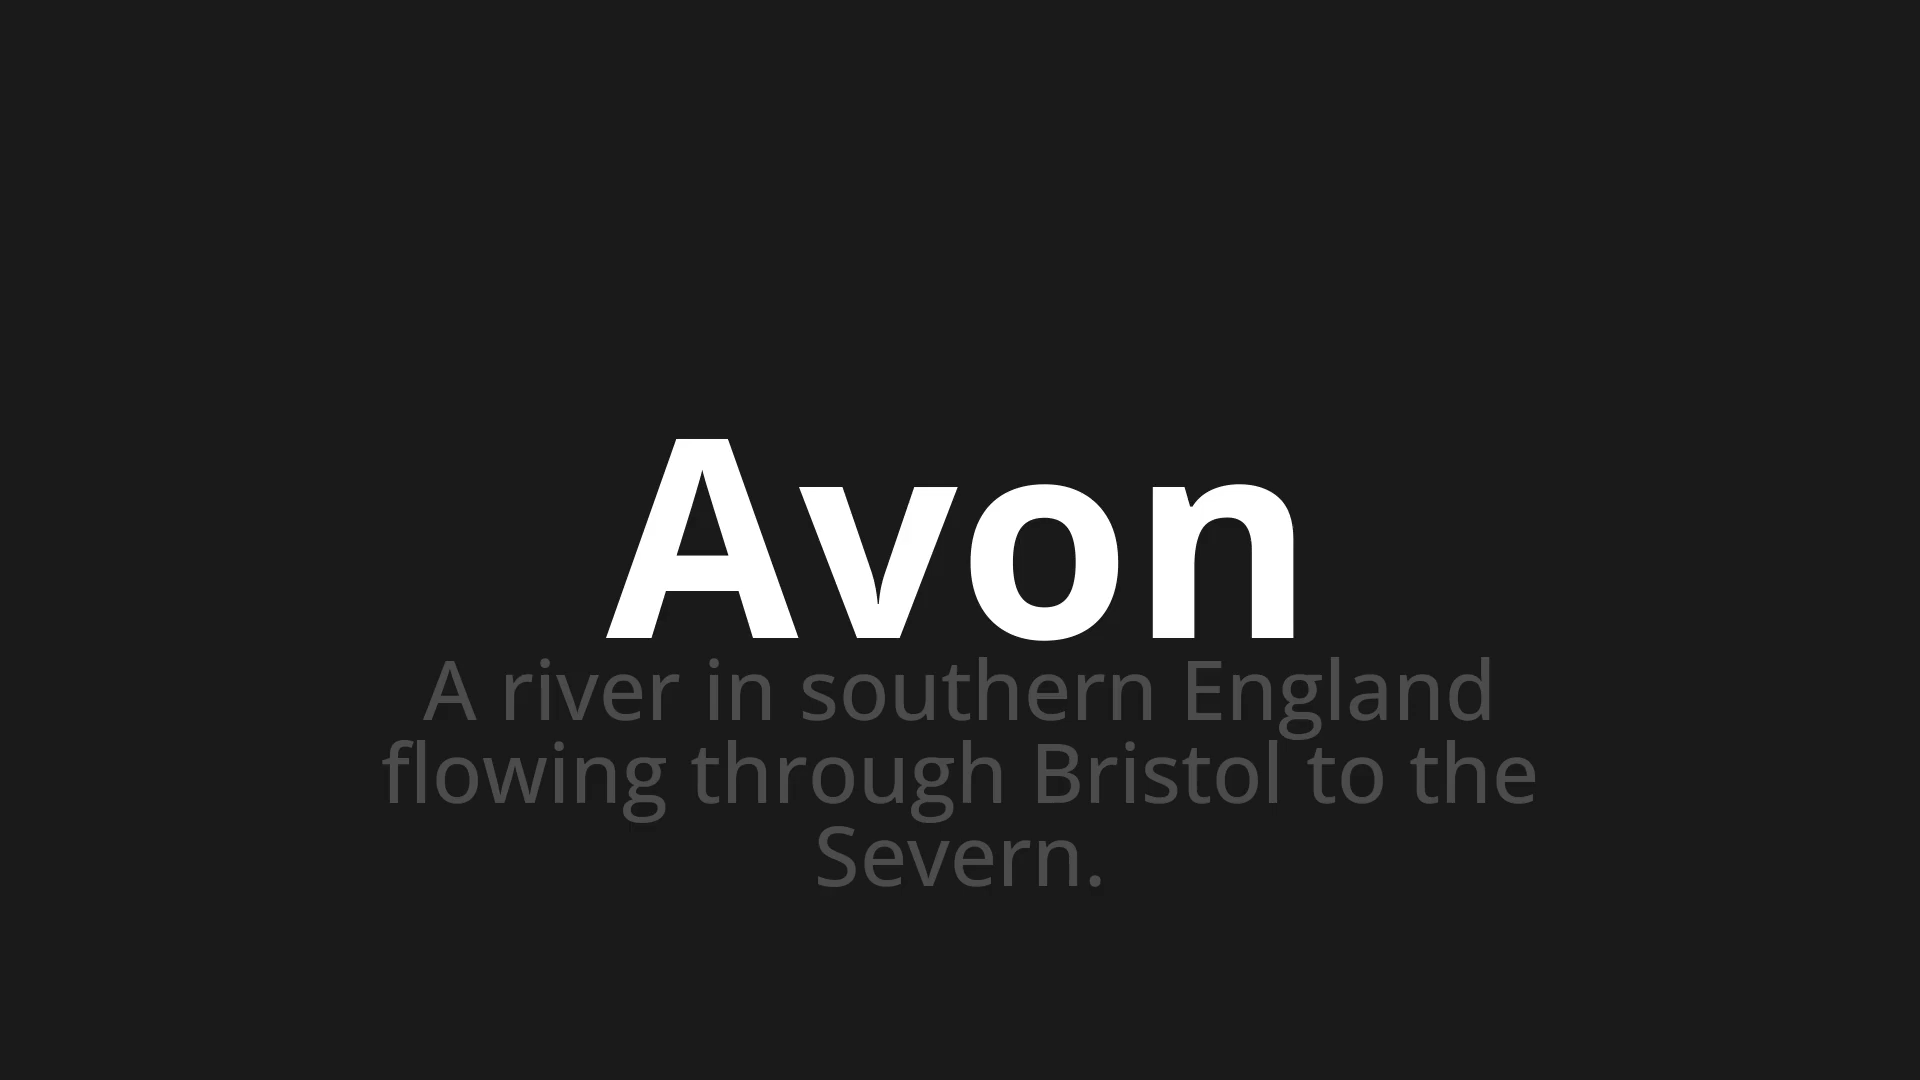 Avon
A river in southern England
flowing through Bristol to the
Severn.